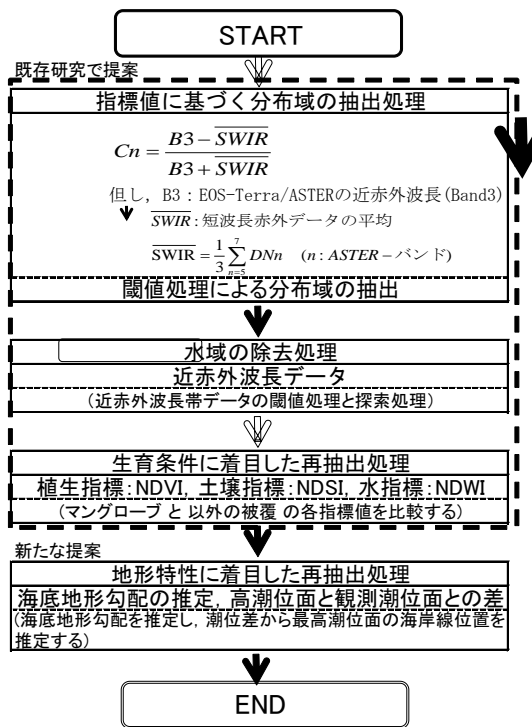 START
既存研究で提案
指標値に基づく分布域の抽出処理
Cn = \frac{B3 - \overline{SWIR}}{B3 + \overline{SWIR}}
但し, B3：EOS-Terra/ASTERの近赤外波長(Band3)
\overline{SWIR}：短波長赤外データの平均
\overline{SWIR} = \frac{1}{3}\sum_{n=5}^{7} DNn (n : ASTER－バンド)
閾値処理による分布域の抽出
水域の除去処理
近赤外波長データ
(近赤外波長帯データの閾値処理と探索処理)
生育条件に着目した再抽出処理
植生指標：NDVI, 土壌指標：NDSI, 水指標：NDWI
(マングローブ と 以外の被覆 の各指標値を比較する)
新たな提案
地形特性に着目した再抽出処理
海底地形勾配の推定, 高潮位面と観測潮位面との差
(海底地形勾配を推定し, 潮位差から最高潮位面の海岸線位置を
推定する)
END